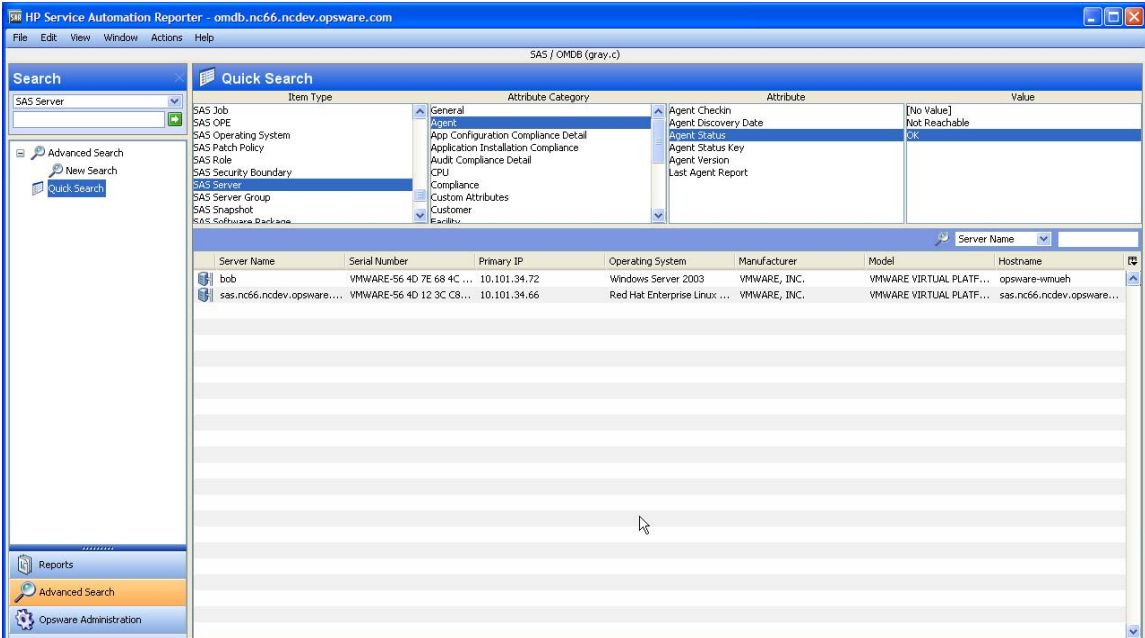 HP Service Automation Reporter - omdb.nc66.ncdev.opsware.com
File Edit View Window Actions Help
SAS / OMDB (gray.c)
Search
SAS Server
Advanced Search
New Search
Quick Search
Quick Search
Item Type
SAS Job
SAS OPE
SAS Operating System
SAS Patch Policy
SAS Role
SAS Security Boundary
SAS Server
SAS Server Group
SAS Snapshot
SAS Software Package
Attribute Category
General
Agent
App Configuration Compliance Detail
Application Installation Compliance
Audit Compliance Detail
CPU
Compliance
Custom Attributes
Customer
Facility
Attribute
Agent Checkin
Agent Discovery Date
Agent Status
Agent Status Key
Agent Version
Last Agent Report
Value
[No Value]
Not Reachable
OK
Server Name
Server Name Serial Number Primary IP Operating System Manufacturer Model Hostname
bob VMWARE-56 4D 7E 68 4C ... 10.101.34.72 Windows Server 2003 VMWARE, INC. VMWARE VIRTUAL PLATF... opsware-wmueh
sas.nc66.ncdev.opsware.... VMWARE-56 4D 12 3C C8... 10.101.34.66 Red Hat Enterprise Linux ... VMWARE, INC. VMWARE VIRTUAL PLATF... sas.nc66.ncdev.opsware...
Reports
Advanced Search
Opsware Administration